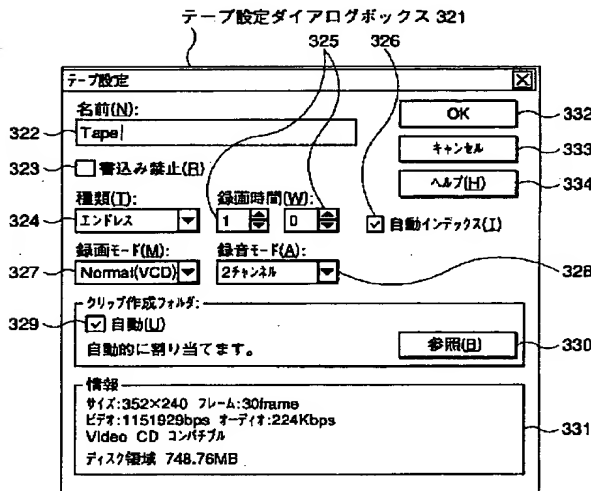 テープ設定ダイアログボックス 321
325 326
テープ設定
名前(N):
OK 332
322 Tape
キャンセル 333
323 書込み禁止(R)
ヘルプ(H) 334
種類(T): 録画時間(W):
324 エンドレス 1 0 自動インデックス(I)
録画モード(M): 録音モード(A):
327 Normal(VCD) 2チャンネル 328
クリップ作成フォルダ:
329 自動(U)
自動的に割り当てます。 参照(B) 330
情報
サイズ:352×240 フレーム:30frame
ビデオ:1151929bps オーディオ:224Kbps
Video CD コンパチブル 331
ディスク領域 748.76MB